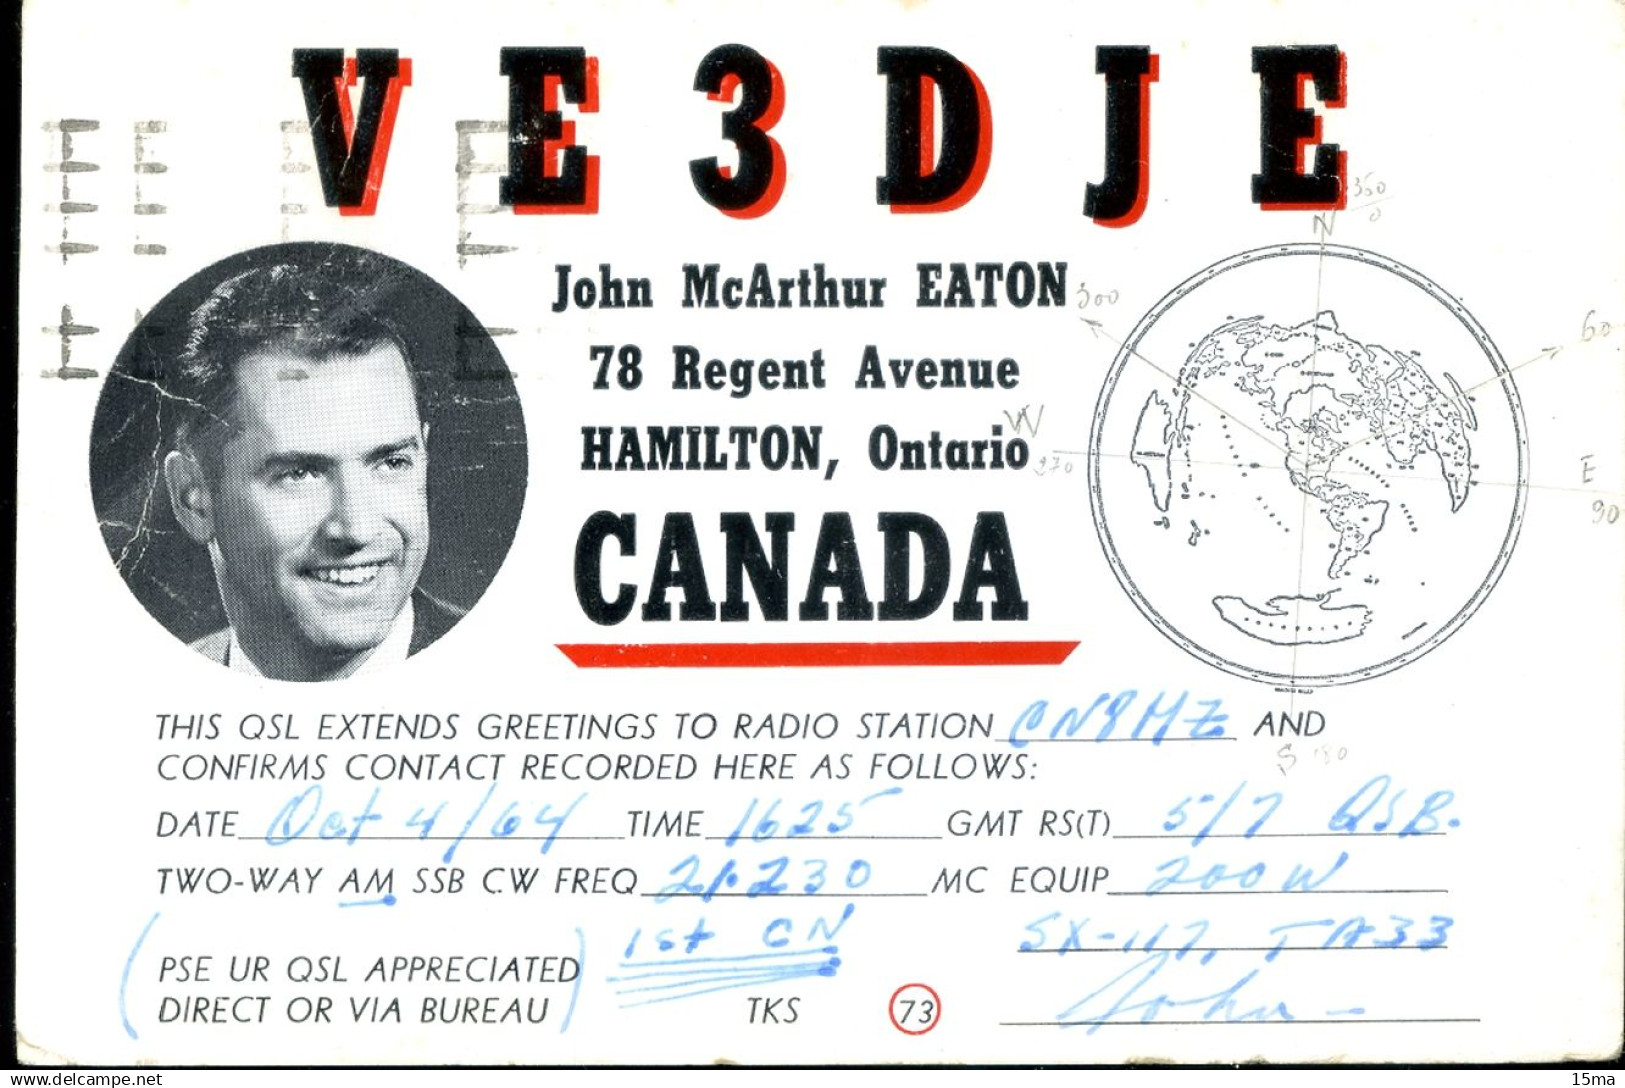 VE3DJE
John McArthur EATON
78 Regent Avenue
HAMILTON, Ontario
CANADA
350
0
N
300
60
W
270
E
90
S 180
THIS QSL EXTENDS GREETINGS TO RADIO STATION CN8MZ AND
CONFIRMS CONTACT RECORDED HERE AS FOLLOWS:
DATE Oct 4/64 TIME 1625 GMT RS(T) 5/7 QSB.
TWO-WAY AM SSB CW FREQ 21.230 MC EQUIP 200W
1st CN SX-117, TA33
(PSE UR QSL APPRECIATED
DIRECT OR VIA BUREAU) TKS 73 John
delcampe.net
15ma